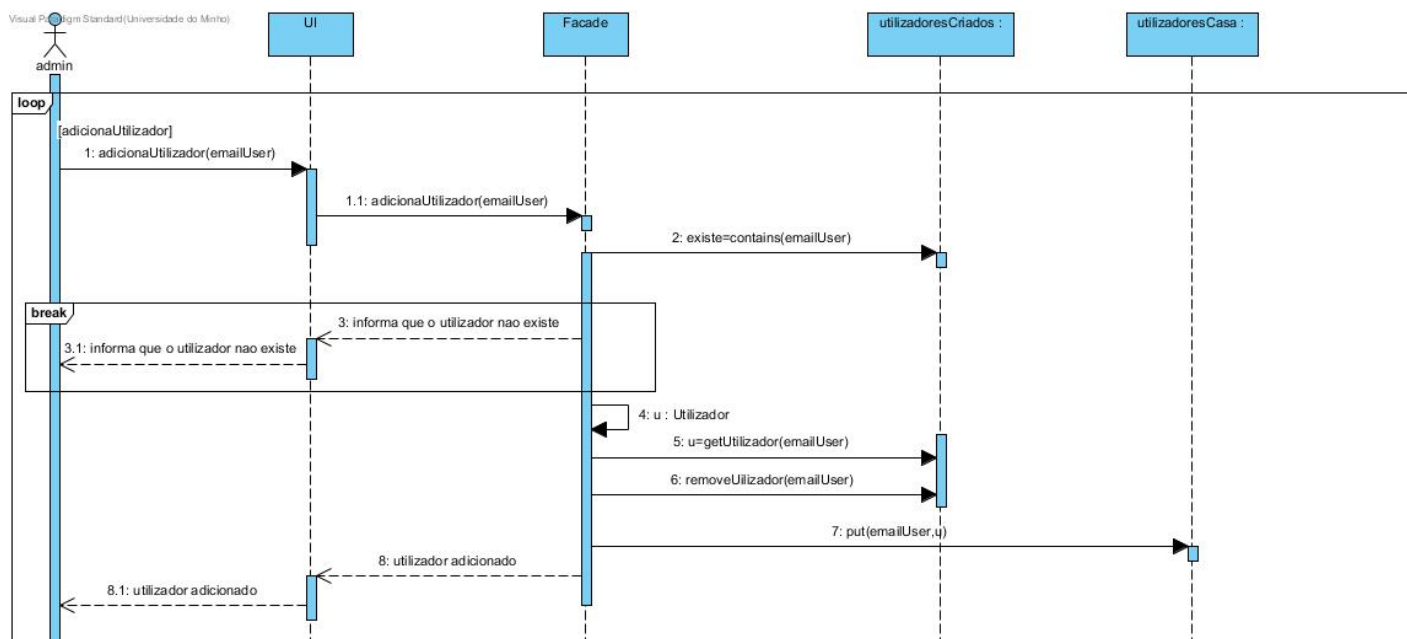 Visual Paradigm Standard(Universidade do Minho)
admin
UI
Facade
utilizadoresCriados :
utilizadoresCasa :
loop
[adicionaUtilizador]
1: adicionaUtilizador(emailUser)
1.1: adicionaUtilizador(emailUser)
2: existe=contains(emailUser)
break
3: informa que o utilizador nao existe
3.1: informa que o utilizador nao existe
4: u : Utilizador
5: u=getUtilizador(emailUser)
6: removeUilizador(emailUser)
7: put(emailUser,u)
8: utilizador adicionado
8.1: utilizador adicionado